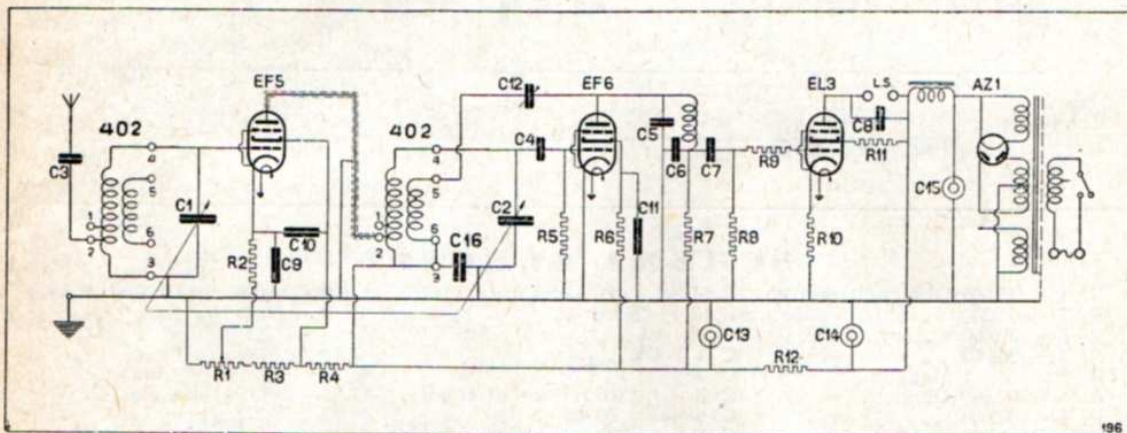 EF5
C12
EF6
EL3
L.S
AZ1
402
402
C4
C5
C8
C3
4
4
C6
C7
R9
R11
5
5
C1
C2
C15
1
1
2
2
6
6
C10
C11
3
3
R2
C9
C16
R5
R6
R7
R8
R10
C13
C14
R1
R3
R4
R12
196